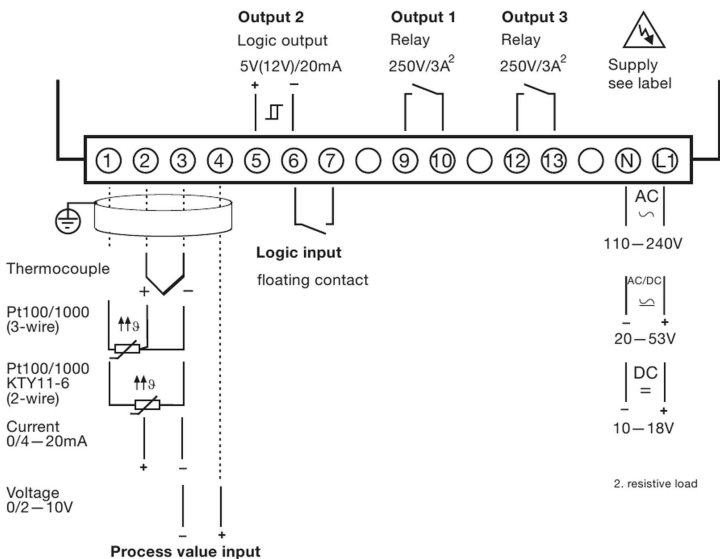 Output 2
Logic output
5V(12V)/20mA
+ −
Output 1
Relay
250V/3A²
Output 3
Relay
250V/3A²
Supply
see label
1 2 3 4 5 6 7 9 10 12 13 N L1
Logic input
floating contact
AC
110—240V
AC/DC
− +
20—53V
DC
=
− +
10—18V
Thermocouple
+ −
Pt100/1000
(3-wire)
ϑ
Pt100/1000
KTY11-6
(2-wire)
ϑ
Current
0/4—20mA
+ −
Voltage
0/2—10V
− +
Process value input
2. resistive load